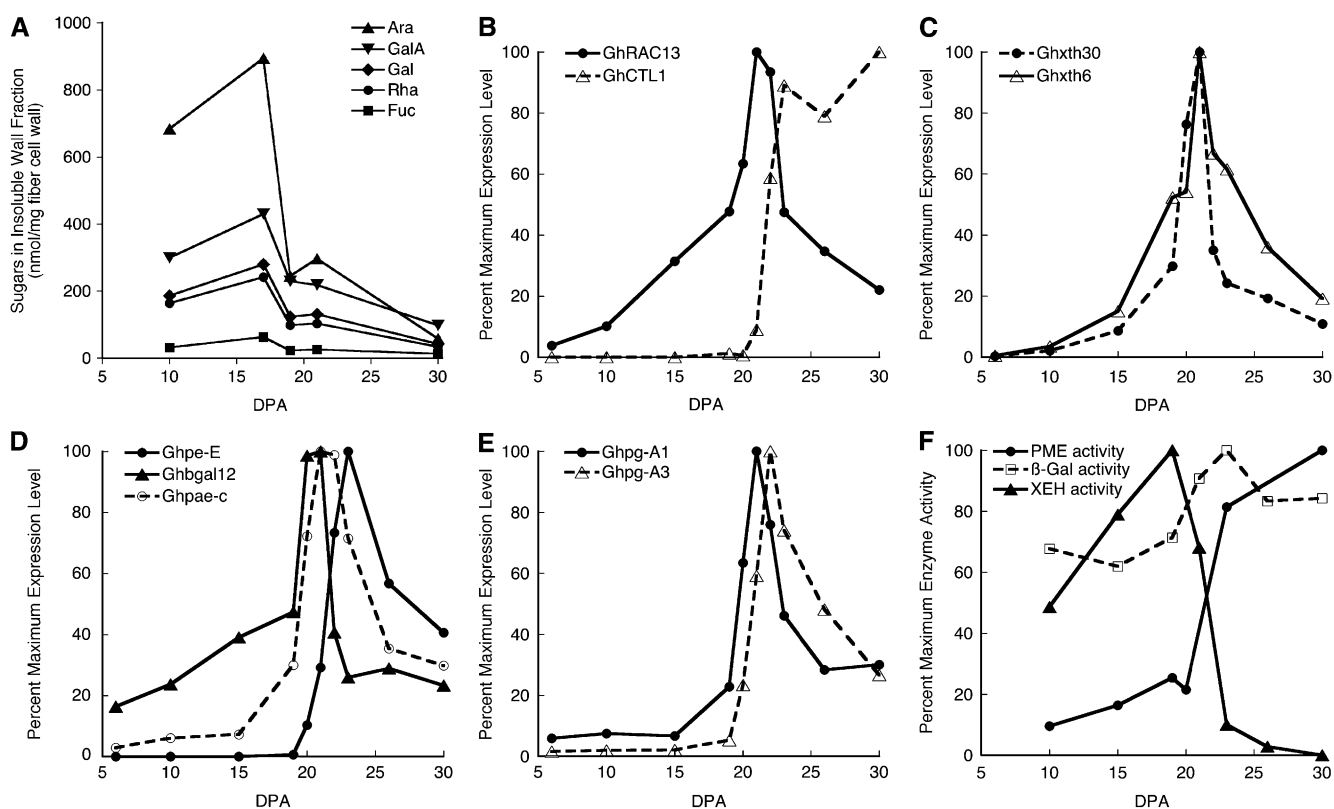 A
Sugars in Insoluble Wall Fraction
(nmol/mg fiber cell wall)
1000
800
600
400
200
0
5 10 15 20 25 30
DPA
Ara
GalA
Gal
Rha
Fuc
B
Percent Maximum Expression Level
100
80
60
40
20
0
5 10 15 20 25 30
DPA
GhRAC13
GhCTL1
C
Percent Maximum Expression Level
100
80
60
40
20
0
5 10 15 20 25 30
DPA
Ghxth30
Ghxth6
D
Percent Maximum Expression Level
100
80
60
40
20
0
5 10 15 20 25 30
DPA
Ghpe-E
Ghbgal12
Ghpae-c
E
Percent Maximum Expression Level
100
80
60
40
20
0
5 10 15 20 25 30
DPA
Ghpg-A1
Ghpg-A3
F
Percent Maximum Enzyme Activity
100
80
60
40
20
0
5 10 15 20 25 30
DPA
PME activity
ß-Gal activity
XEH activity